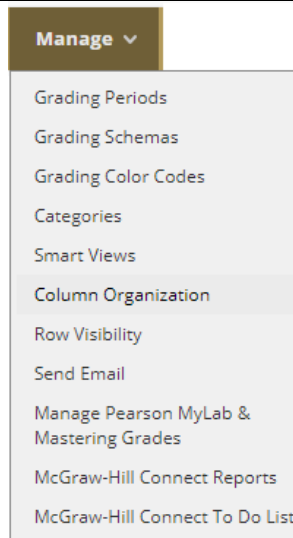 Manage
Grading Periods
Grading Schemas
Grading Color Codes
Categories
Smart Views
Column Organization
Row Visibility
Send Email
Manage Pearson MyLab &
Mastering Grades
McGraw-Hill Connect Reports
McGraw-Hill Connect To Do List